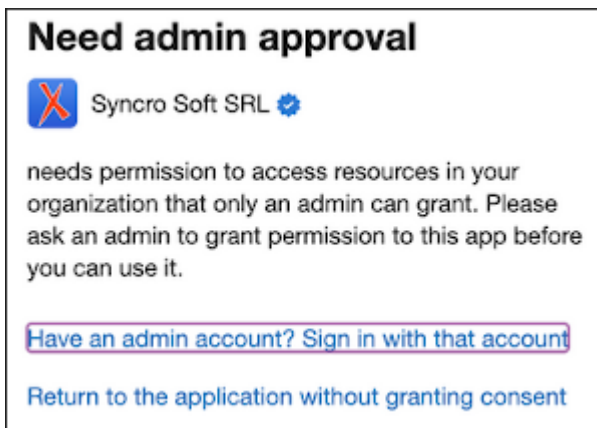 Need admin approval
Syncro Soft SRL
needs permission to access resources in your
organization that only an admin can grant. Please
ask an admin to grant permission to this app before
you can use it.
Have an admin account? Sign in with that account
Return to the application without granting consent